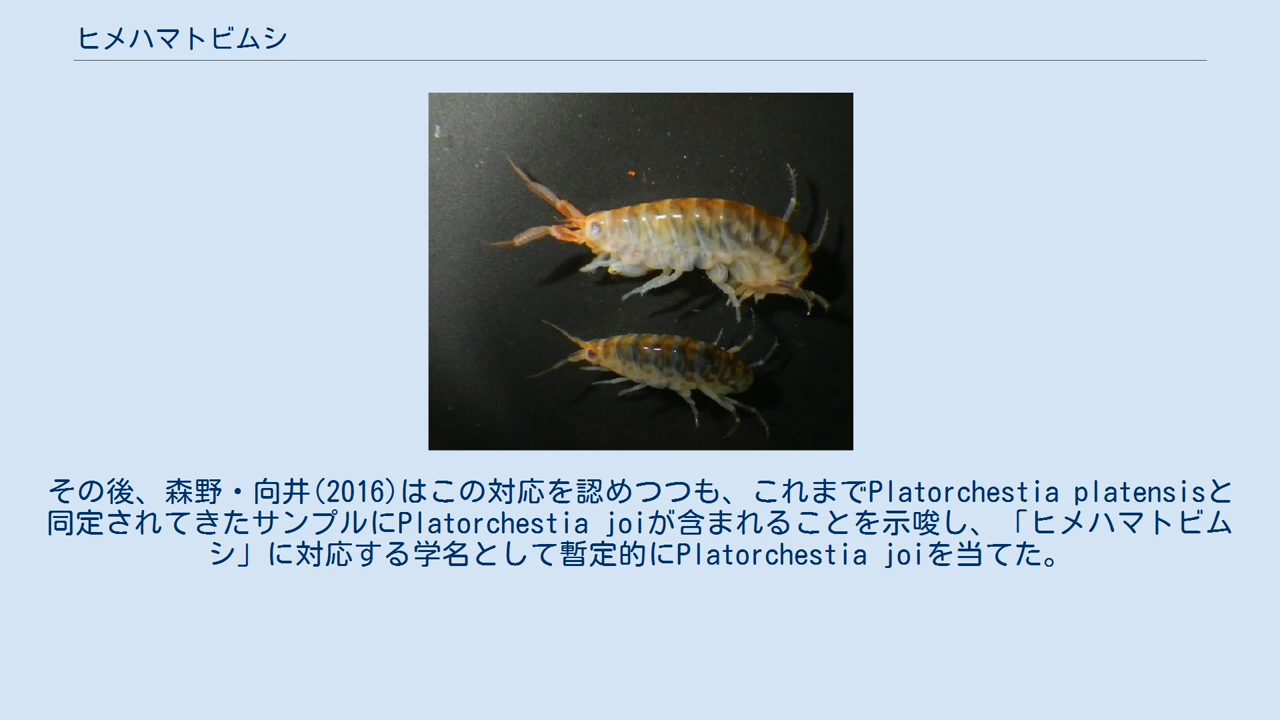 ヒメハマトビムシ
その後、森野・向井(2016)はこの対応を認めつつも、これまでPlatorchestia platensisと
同定されてきたサンプルにPlatorchestia joiが含まれることを示唆し、「ヒメハマトビム
シ」に対応する学名として暫定的にPlatorchestia joiを当てた。